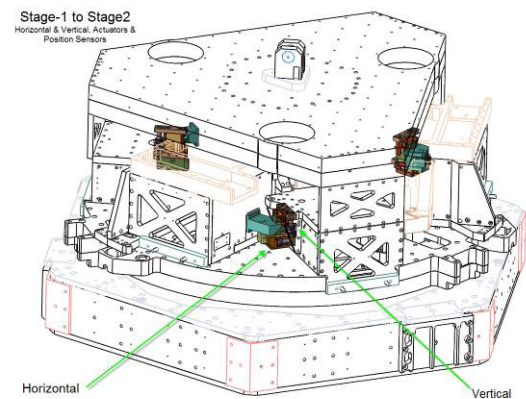 Stage-1 to Stage2
Horizontal & Vertical, Actuators &
Position Sensors
Horizontal
Vertical